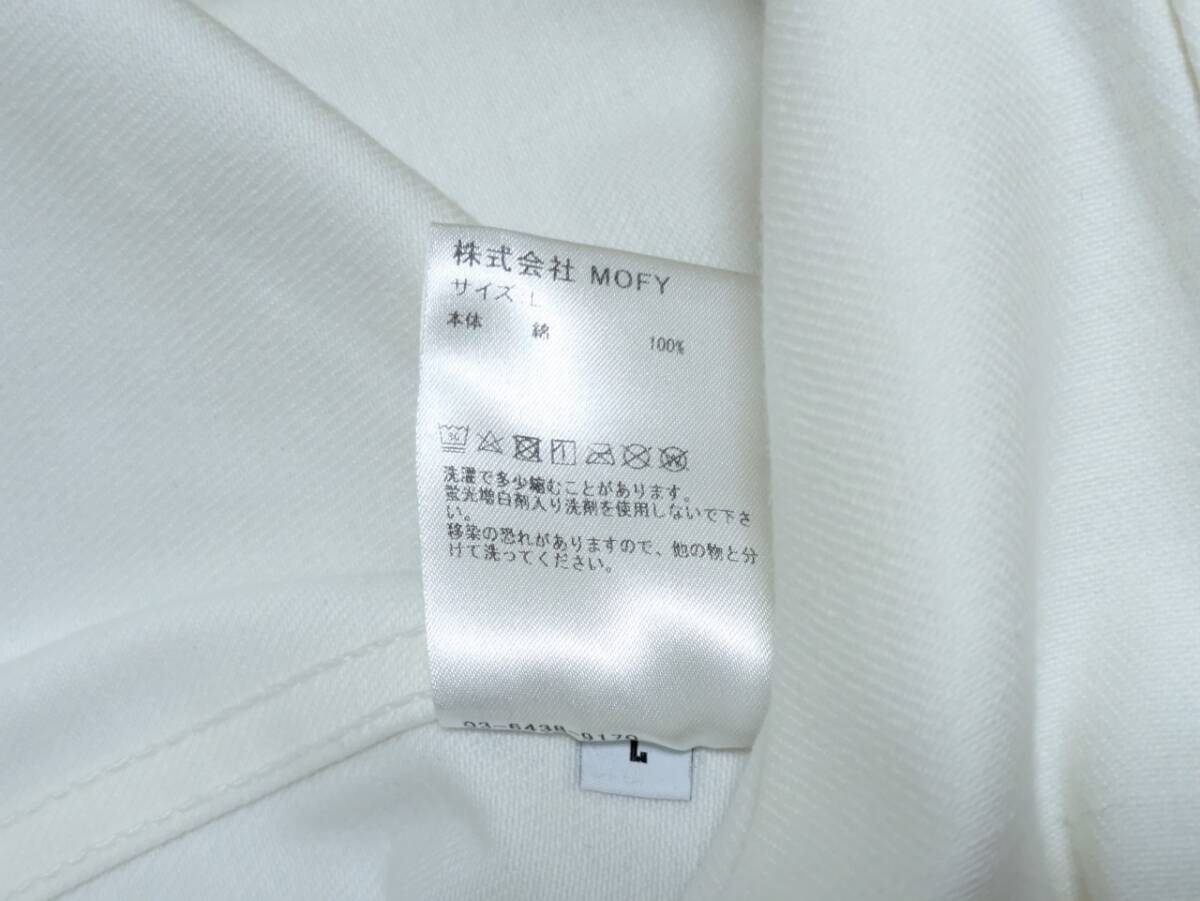 株式会社 MOFY
サイズ L
本体 綿 100%
洗濯で多少縮むことがあります。
蛍光増白剤入り洗剤を使用しないで下さ
い。
移染の恐れがありますので、他の物と分
けて洗ってください。
03-6438-9170
L